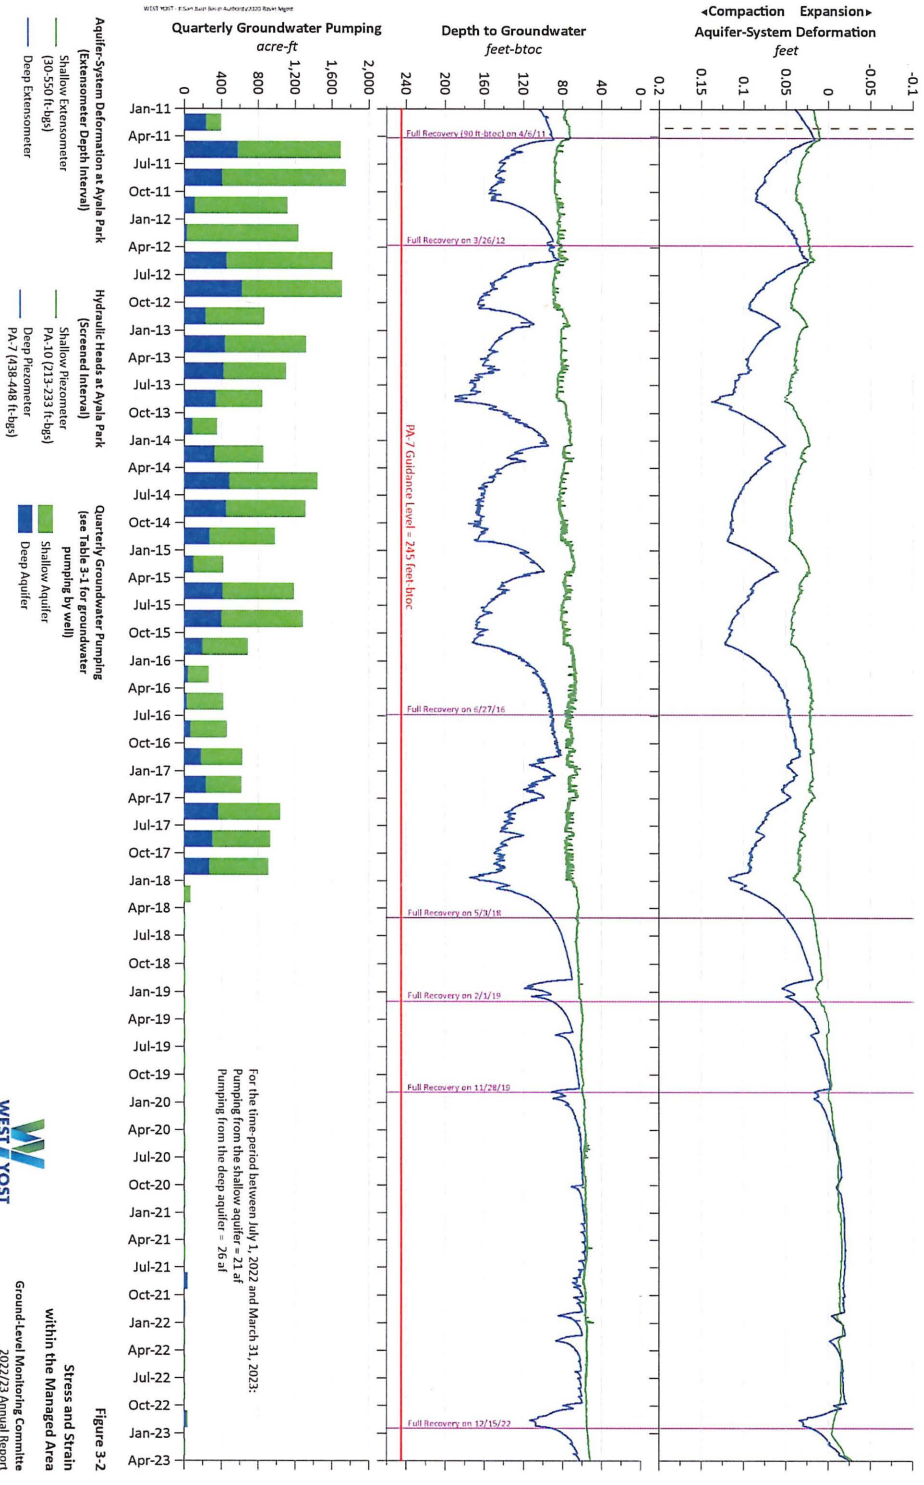 WEST YOST - 
Quarterly Groundwater Pumping
acre-ft
2,000
1,600
1,200
800
400
0
Depth to Groundwater
feet-btoc
240
200
160
120
80
40
0
◄Compaction Expansion►
Aquifer-System Deformation
feet
0.2
0.15
0.1
0.05
0
-0.05
-0.1
Jan-11
Apr-11
Jul-11
Oct-11
Jan-12
Apr-12
Jul-12
Oct-12
Jan-13
Apr-13
Jul-13
Oct-13
Jan-14
Apr-14
Jul-14
Oct-14
Jan-15
Apr-15
Jul-15
Oct-15
Jan-16
Apr-16
Jul-16
Oct-16
Jan-17
Apr-17
Jul-17
Oct-17
Jan-18
Apr-18
Jul-18
Oct-18
Jan-19
Apr-19
Jul-19
Oct-19
Jan-20
Apr-20
Jul-20
Oct-20
Jan-21
Apr-21
Jul-21
Oct-21
Jan-22
Apr-22
Jul-22
Oct-22
Jan-23
Apr-23
Full Recovery (90 ft-btoc) on 4/6/11
Full Recovery on 3/26/12
Full Recovery on 6/27/16
Full Recovery on 5/3/18
Full Recovery on 2/1/19
Full Recovery on 11/28/19
Full Recovery on 12/15/22
PA-7 Guidance Level = 245 feet-btoc
For the time-period between July 1, 2022 and March 31, 2023:
Pumping from the shallow aquifer = 21 af
Pumping from the deep aquifer = 26 af
Aquifer-System Deformation at Ayala Park
(Extensometer Depth Interval)
Shallow Extensometer
(30-550 ft-bgs)
Deep Extensometer
Hydraulic Heads at Ayala Park
(Screened Interval)
Shallow Piezometer
PA-10 (213-233 ft-bgs)
Deep Piezometer
PA-7 (438-448 ft-bgs)
Quarterly Groundwater Pumping
(see Table 3-1 for groundwater
pumping by well)
Shallow Aquifer
Deep Aquifer
WEST YOST
Figure 3-2
Stress and Strain
within the Managed Area
Ground-Level Monitoring Committe
2022/23 Annual Report